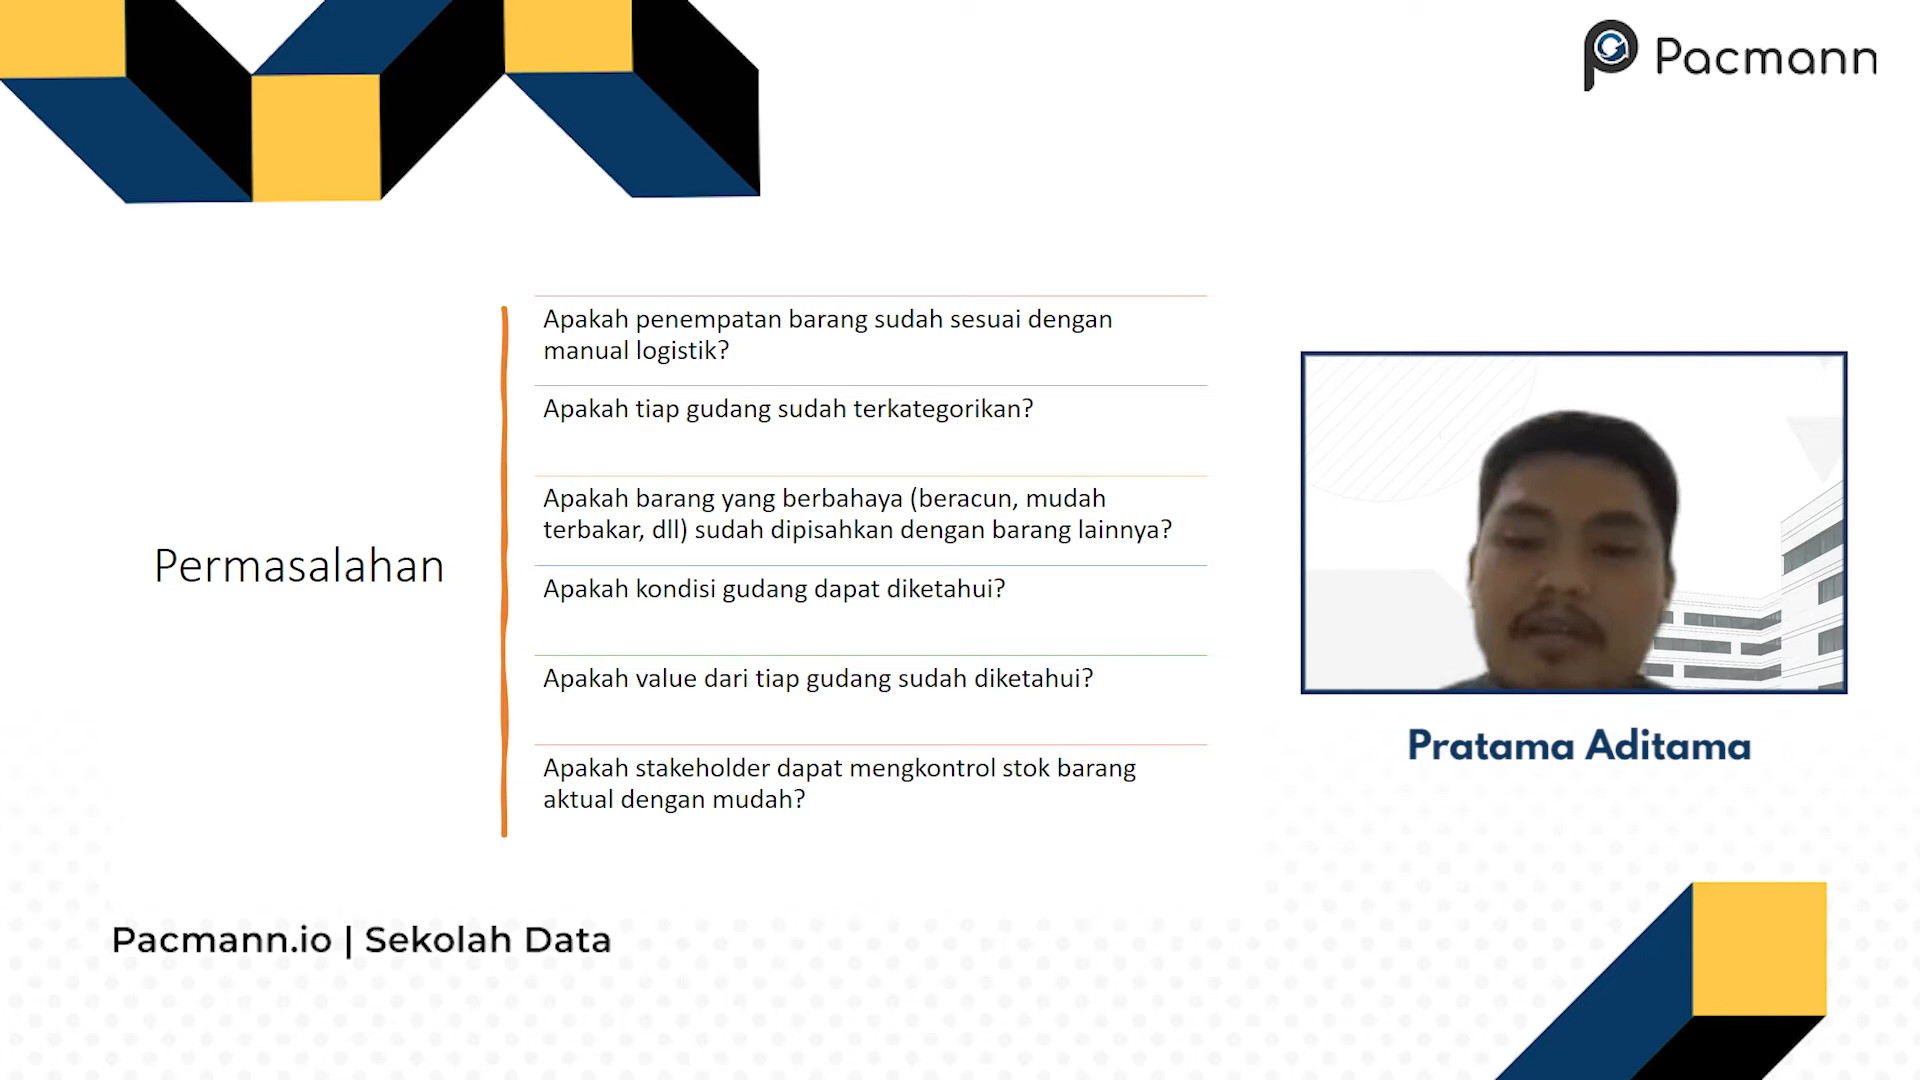 Pacmann
Permasalahan
Apakah penempatan barang sudah sesuai dengan
manual logistik?
Apakah tiap gudang sudah terkategorikan?
Apakah barang yang berbahaya (beracun, mudah
terbakar, dll) sudah dipisahkan dengan barang lainnya?
Apakah kondisi gudang dapat diketahui?
Apakah value dari tiap gudang sudah diketahui?
Apakah stakeholder dapat mengkontrol stok barang
aktual dengan mudah?
Pratama Aditama
Pacmann.io | Sekolah Data